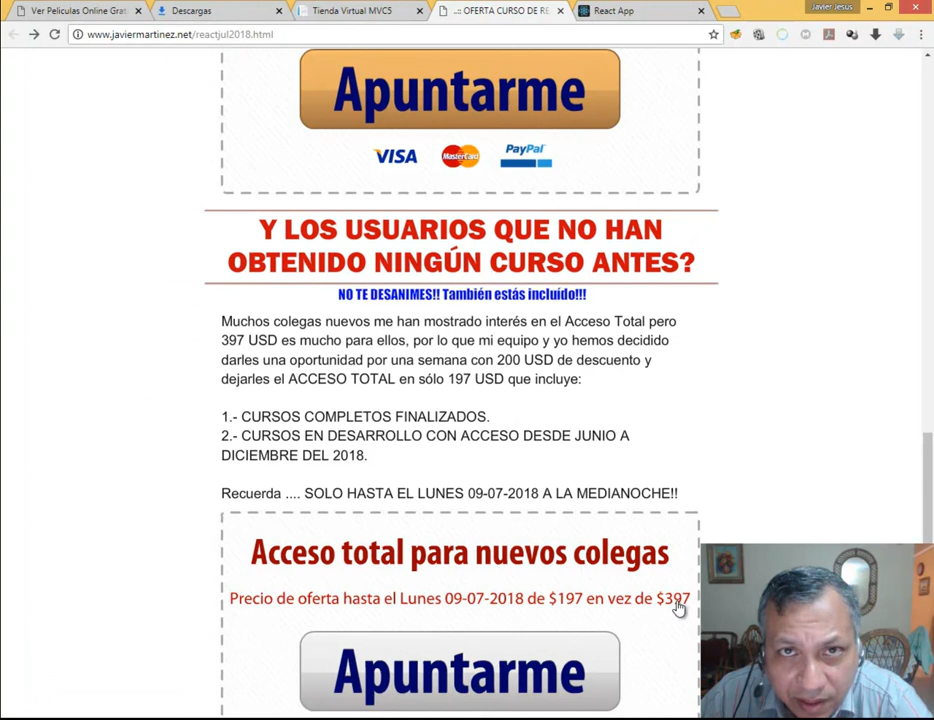 Ver Películas Online Grat
Descargas
Tienda Virtual MVC5
..:: OFERTA CURSO DE RE
React App
Javier Jesus
www.javiermartinez.net/reactjul2018.html
Apuntarme
VISA MasterCard PayPal
Y LOS USUARIOS QUE NO HAN
OBTENIDO NINGÚN CURSO ANTES?
NO TE DESANIMES!! También estás incluído!!!
Muchos colegas nuevos me han mostrado interés en el Acceso Total pero
397 USD es mucho para ellos, por lo que mi equipo y yo hemos decidido
darles una oportunidad por una semana con 200 USD de descuento y
dejarles el ACCESO TOTAL en sólo 197 USD que incluye:
1.- CURSOS COMPLETOS FINALIZADOS.
2.- CURSOS EN DESARROLLO CON ACCESO DESDE JUNIO A
DICIEMBRE DEL 2018.
Recuerda .... SOLO HASTA EL LUNES 09-07-2018 A LA MEDIANOCHE!!
Acceso total para nuevos colegas
Precio de oferta hasta el Lunes 09-07-2018 de $197 en vez de $397
Apuntarme